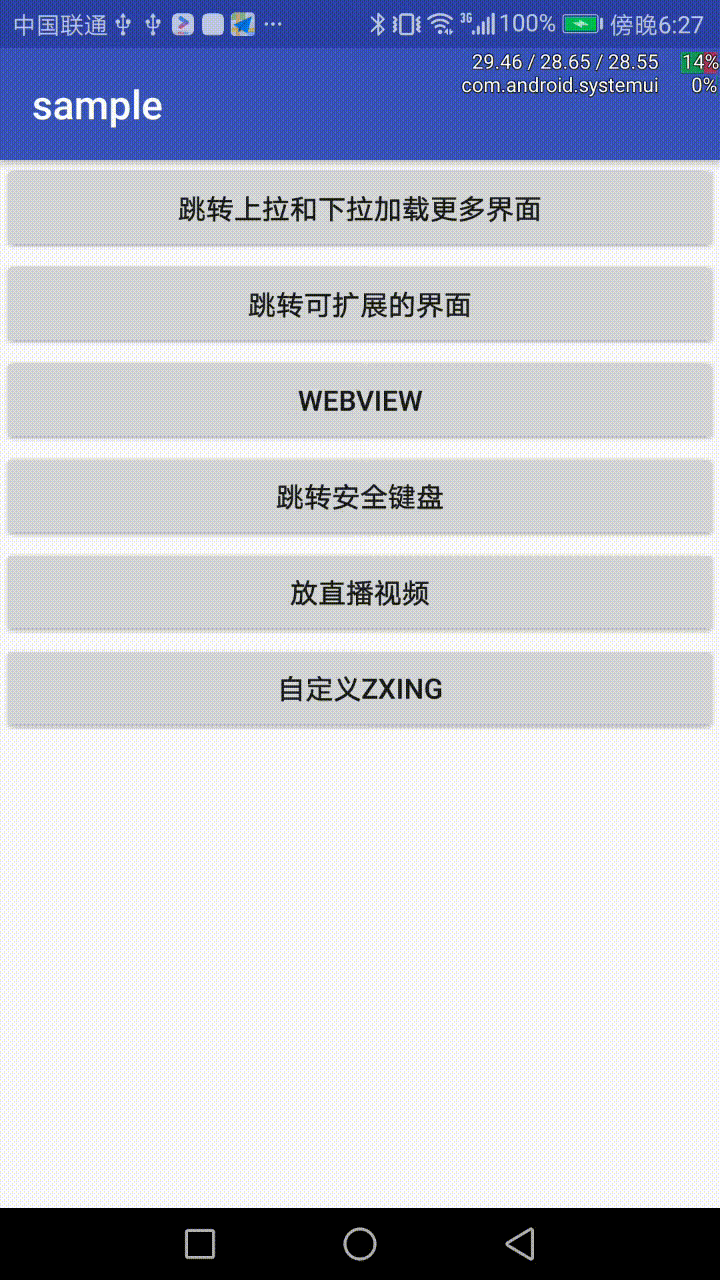 中国联通 100% 傍晚6:27
29.46 / 28.65 / 28.55 14%
com.android.systemui 0%
sample
跳转上拉和下拉加载更多界面
跳转可扩展的界面
WEBVIEW
跳转安全键盘
放直播视频
自定义ZXING